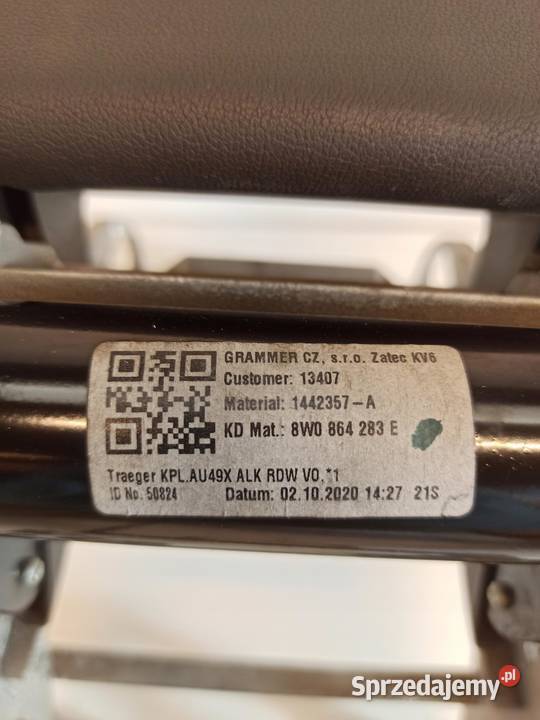 GRAMMER CZ, s.r.o. Zatec KV6
Customer: 13407
Material: 1442357-A
KD Mat.: 8W0 864 283 E
Traeger KPL.AU49X ALK RDW VO,*1
ID No. 50824 Datum: 02.10.2020 14:27 21S
Sprzedajemy.pl